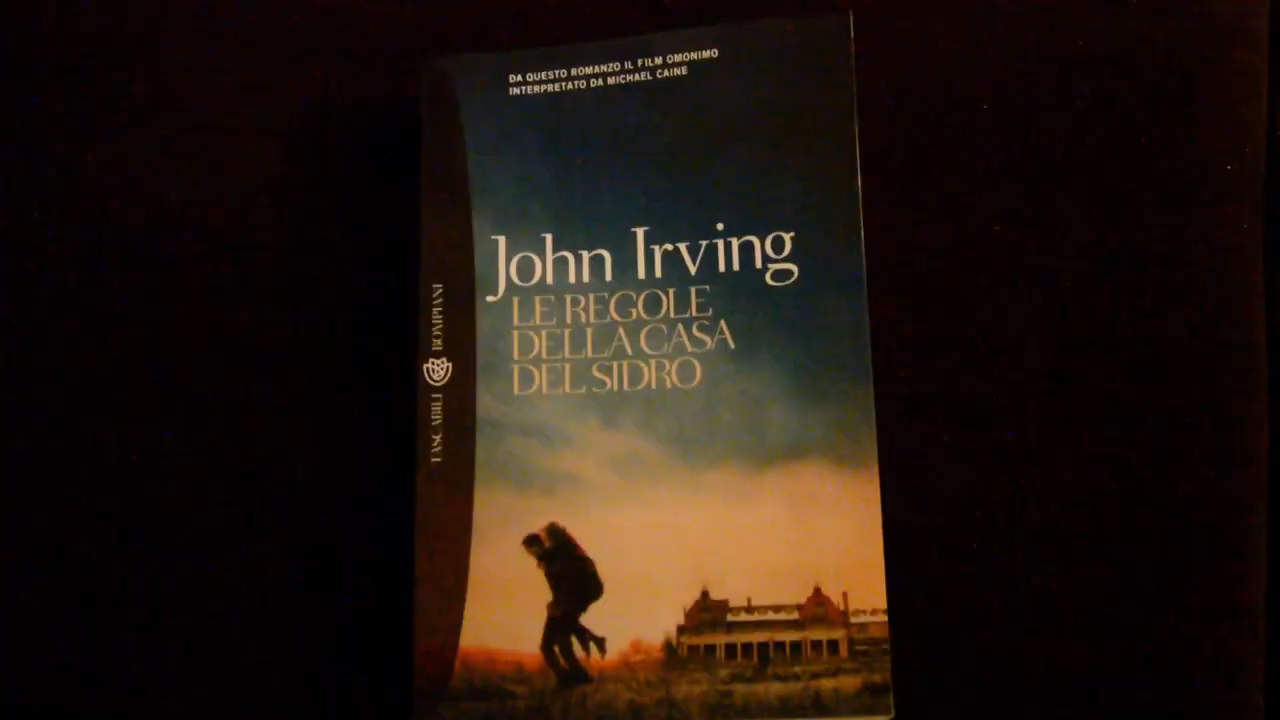 DA QUESTO ROMANZO IL FILM OMONIMO
INTERPRETATO DA MICHAEL CAINE
John Irving
LE REGOLE
DELLA CASA
DEL SIDRO
TASCABILI BOMPIANI